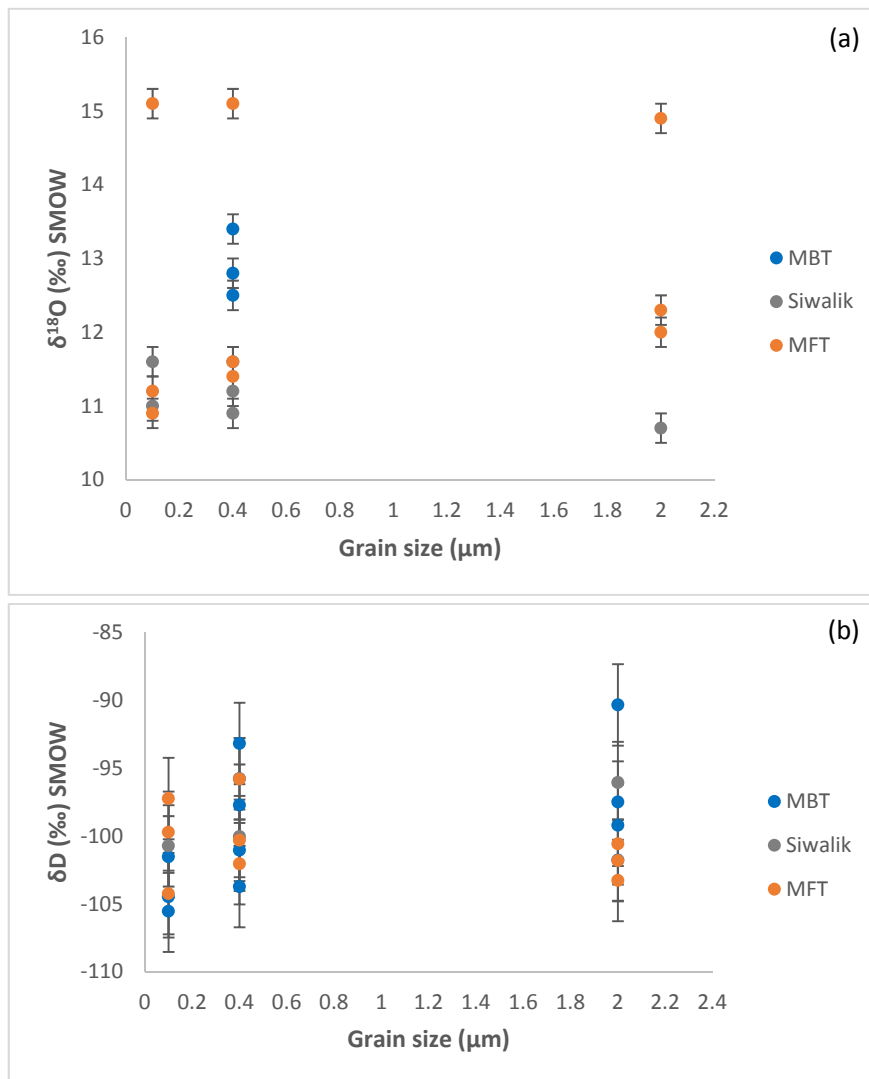 (a)
16
15
14
13
12
11
10
δ¹⁸O (‰) SMOW
0 0.2 0.4 0.6 0.8 1 1.2 1.4 1.6 1.8 2 2.2
Grain size (µm)
MBT
Siwalik
MFT
(b)
-85
-90
-95
-100
-105
-110
δD (‰) SMOW
0 0.2 0.4 0.6 0.8 1 1.2 1.4 1.6 1.8 2 2.2 2.4
Grain size (µm)
MBT
Siwalik
MFT